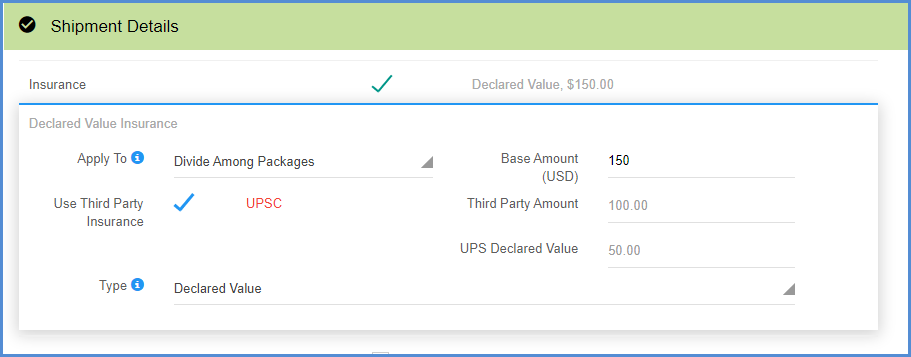 Shipment Details
Insurance Declared Value, $150.00
Declared Value Insurance
Apply To Divide Among Packages Base Amount
(USD) 150
Use Third Party
Insurance UPSC Third Party Amount 100.00
UPS Declared Value 50.00
Type Declared Value